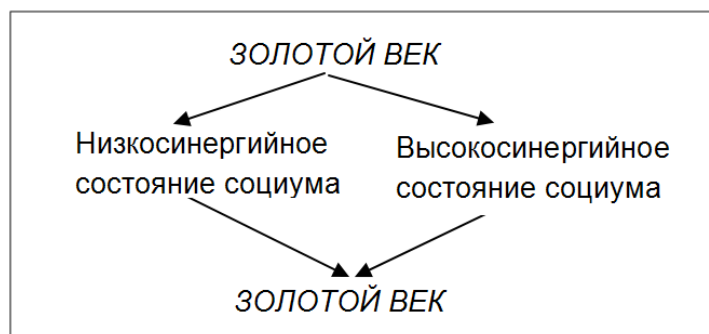 ЗОЛОТОЙ ВЕК
Низкосинергийное
состояние социума
Высокосинергийное
состояние социума
ЗОЛОТОЙ ВЕК